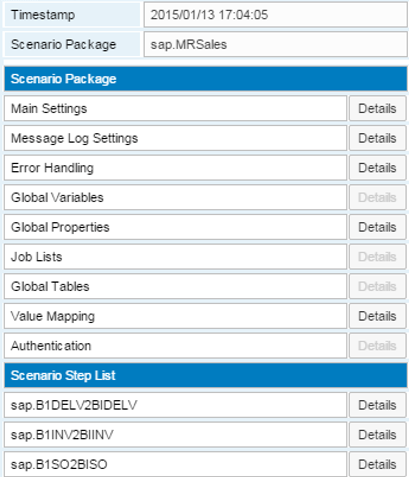 Timestamp 2015/01/13 17:04:05
Scenario Package sap.MRSales
Scenario Package
Main Settings Details
Message Log Settings Details
Error Handling Details
Global Variables Details
Global Properties Details
Job Lists Details
Global Tables Details
Value Mapping Details
Authentication Details
Scenario Step List
sap.B1DELV2BIDELV Details
sap.B1INV2BIINV Details
sap.B1SO2BISO Details